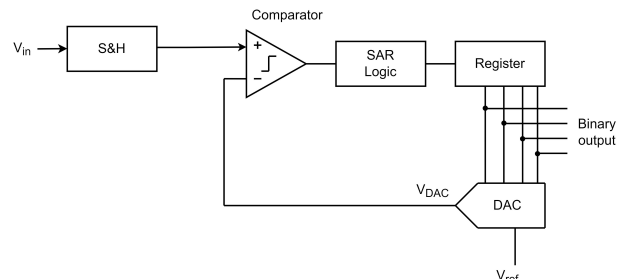 Comparator
V_in
S&H
+
−
SAR
Logic
Register
Binary
output
V_DAC
DAC
V_ref